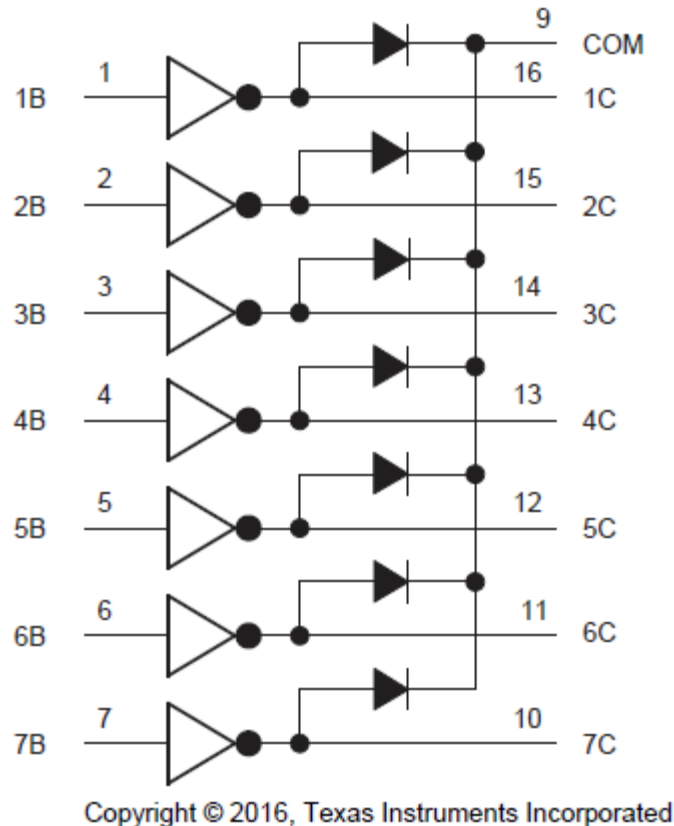 9 COM
1B 1 16 1C
2B 2 15 2C
3B 3 14 3C
4B 4 13 4C
5B 5 12 5C
6B 6 11 6C
7B 7 10 7C
Copyright © 2016, Texas Instruments Incorporated